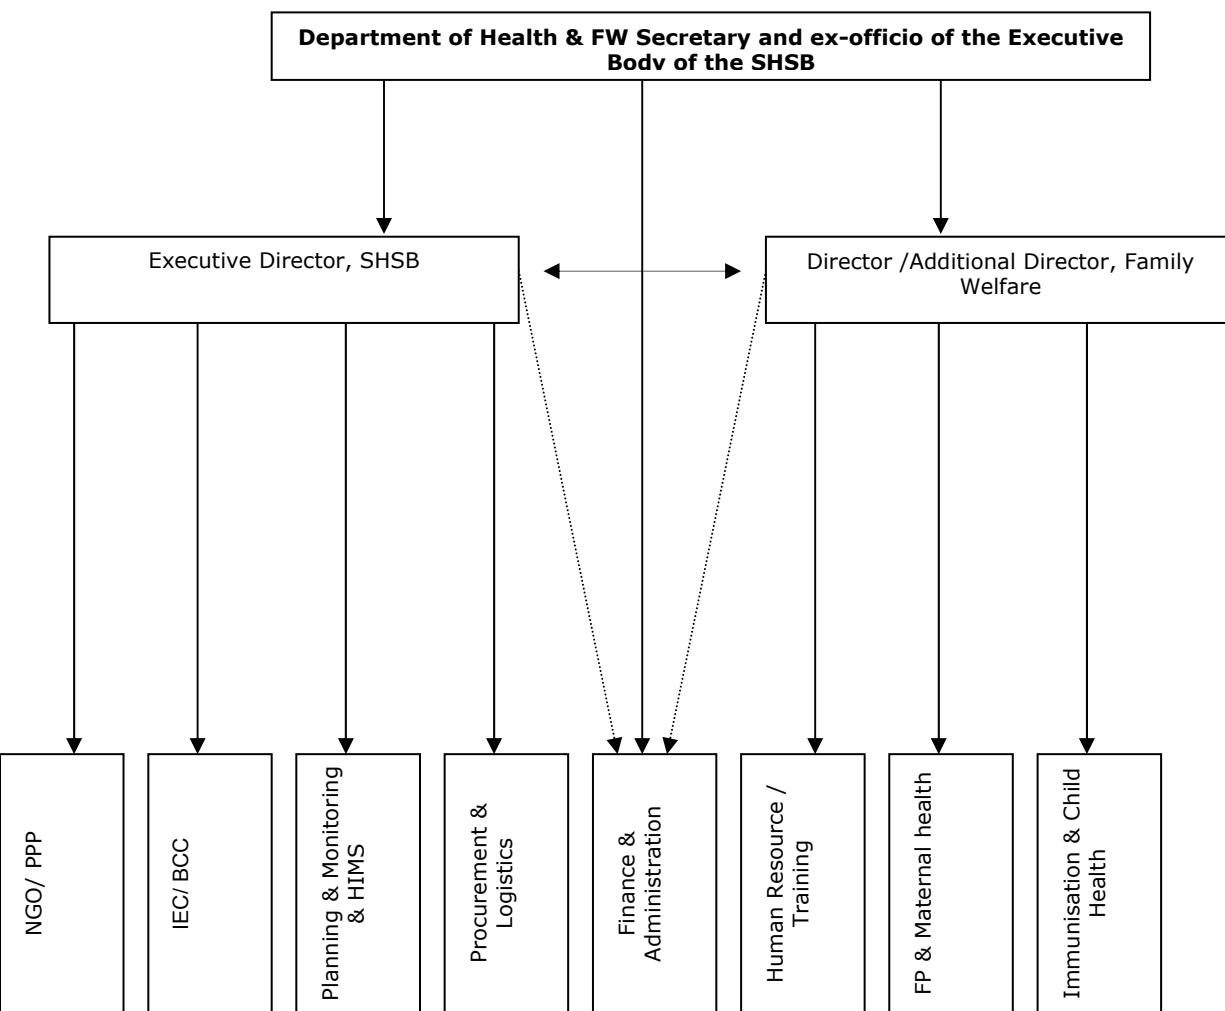 Department of Health & FW Secretary and ex-officio of the Executive
Body of the SHSB
Executive Director, SHSB
Director /Additional Director, Family
Welfare
NGO/ PPP
IEC/ BCC
Planning & Monitoring
& HIMS
Procurement &
Logistics
Finance &
Administration
Human Resource /
Training
FP & Maternal health
Immunisation & Child
Health